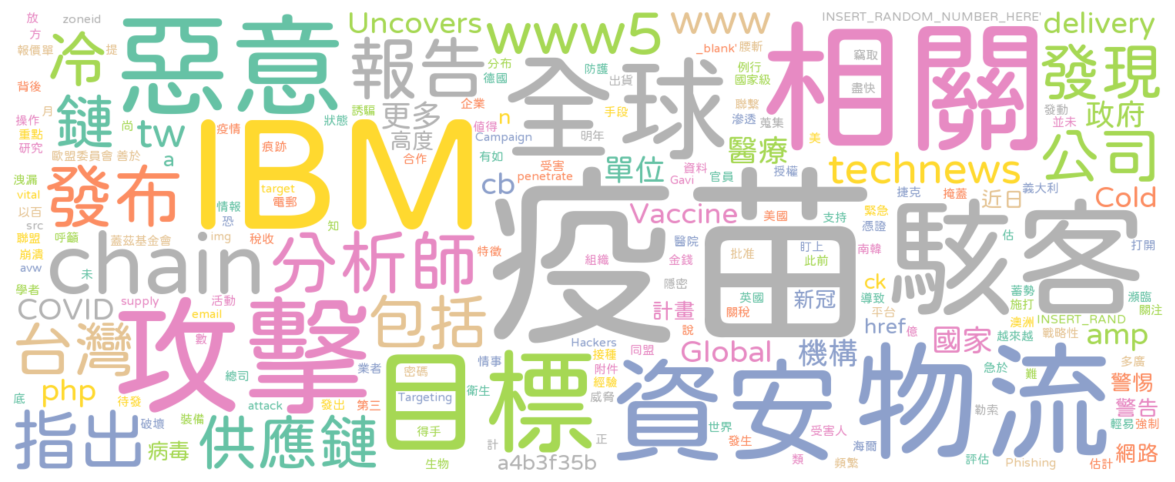 放 zoneid Uncovers www5 www INSERT_RANDOM_NUMBER_HERE' delivery
方 冷 惡意 報告 全球 _blank' 腰斬 相關 竊取 發現
報價單 提 分布 德國 防護 出貨 例行 國家級 盡快
背後 月 鏈 tw 狀態 誘騙 更多 企業 n 手段 聯繫 滲透 蒐集 發動 政府
操作 尚 疫情 高度 值得 Campaign 明年 醫療 美 並未 公司
重點 a IBM 痕跡 合作 有如 受害 單位 資料 官員 授權 technews
研究 歐盟委員會 善於 penetrate Gavi
洩漏 發布 target 電郵 cb 疫苗 捷克 掩蓋 近日 義大利 Cold
vital 情報 恐 Vaccine 美國 支持 緊急 憑證
以百 src 知 駭客
聯盟 呼籲 蓋茲基金會 img 稅收 分析師 特徵 醫院 金錢 批准 盯上 此前 南韓 估 打開
崩潰 chain 組織
avw 未 隱密 ck 蓄勢 瀕臨
學者 COVID supply 活動 攻擊 包括 計畫 英國 新冠 導致 施打 關注
email 關稅 平台 澳洲 INSERT_RAND
台灣 數 Hackers 說 href 億 戰略性 amp
總司 業者 目標 情事 接種 同盟 Global 機構 國家 越來越 多廣
php 密碼 附件 資安 物流 急於 難 警惕
底 待發 attack 發出 第三 Targeting 衛生 經驗 威脅 警告
指出 破壞 裝備 供應鏈 得手 計 正 世界 受害人 勒索 輕易 強制
病毒 發生 海爾 網路
生物 a4b3f35b 類 頻繁 評估 Phishing 估計